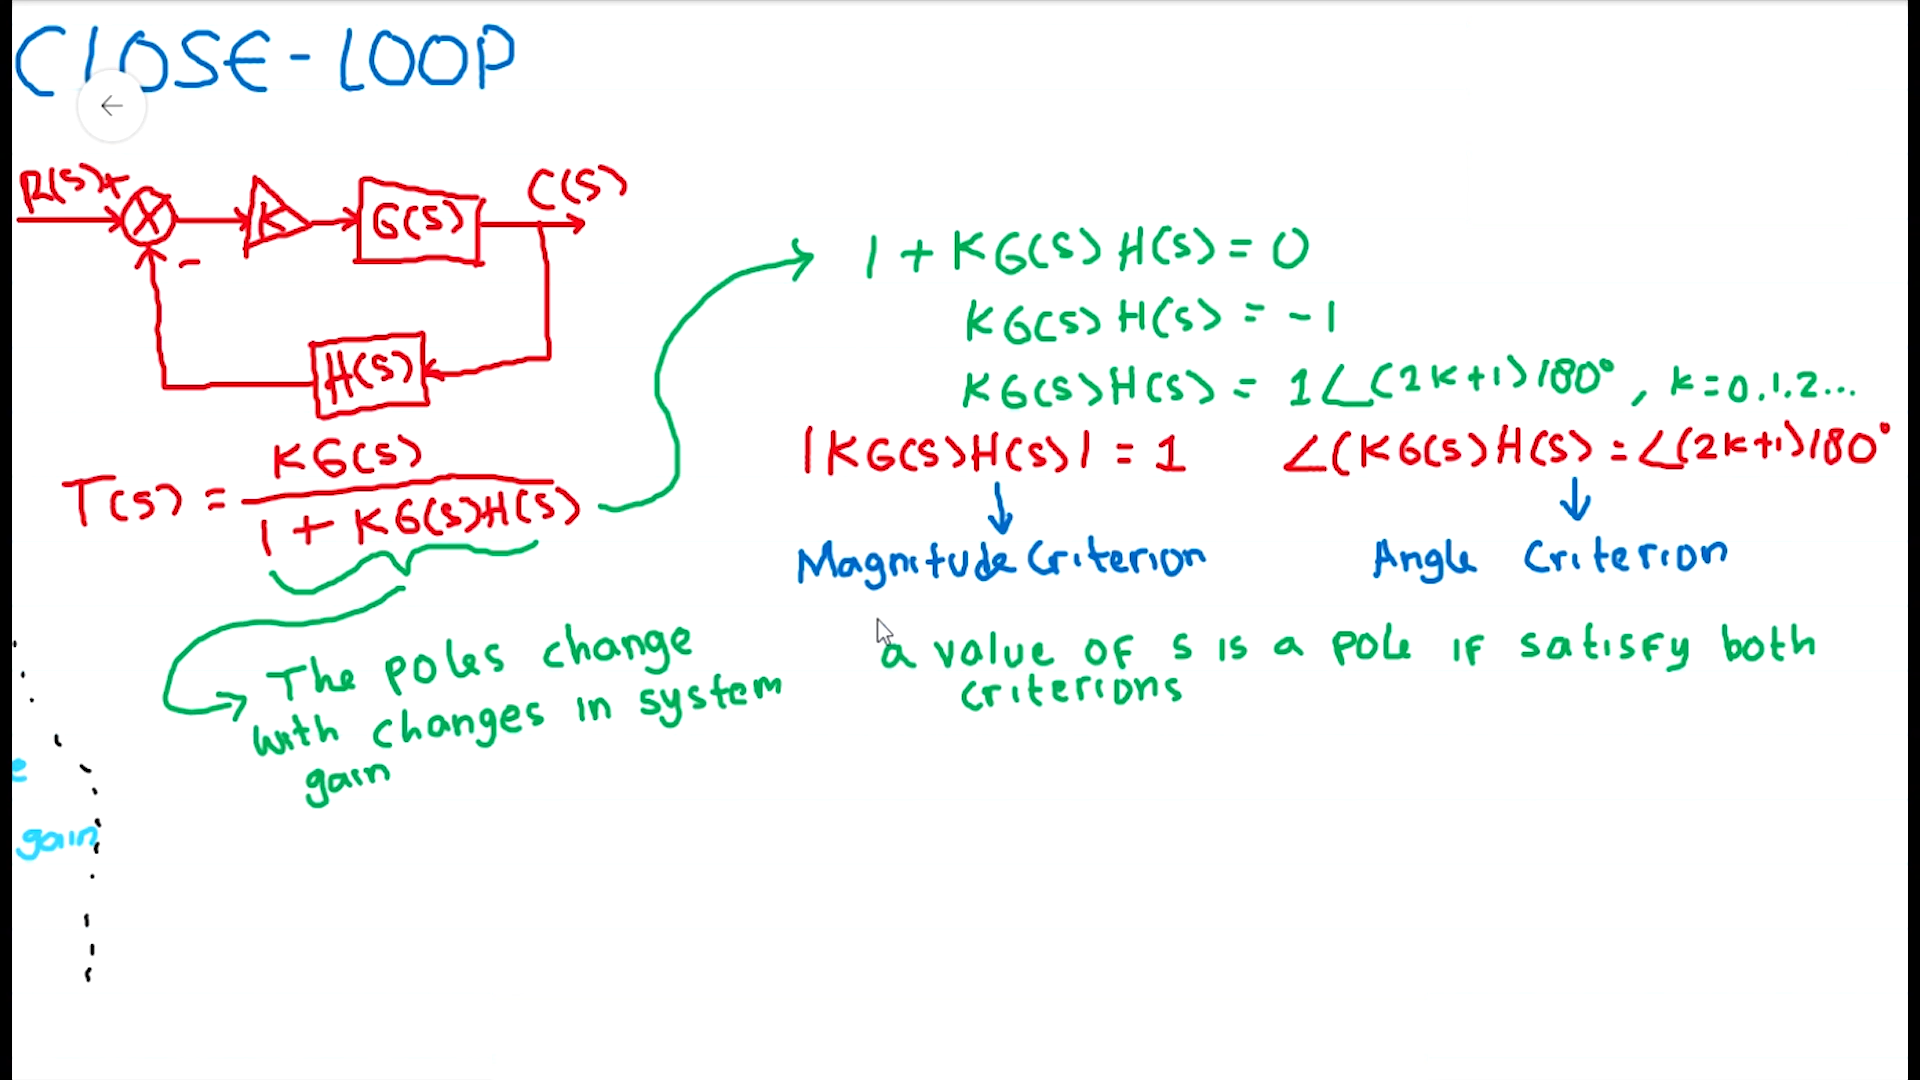 CLOSE-LOOP
R(s) +
K
G(s)
C(s)
-
H(s)
T(s) = KG(s)
1 + KG(s)H(s)
The poles change
with changes in system
gain
1 + KG(s)H(s) = 0
KG(s)H(s) = -1
KG(s)H(s) = 1∠(2k+1)180°, k=0,1,2...
|KG(s)H(s)| = 1
∠(KG(s)H(s) = ∠(2k+1)180°
↓
↓
Magnitude Criterion
Angle Criterion
a value of s is a pole if satisfy both
criterions
e
gain